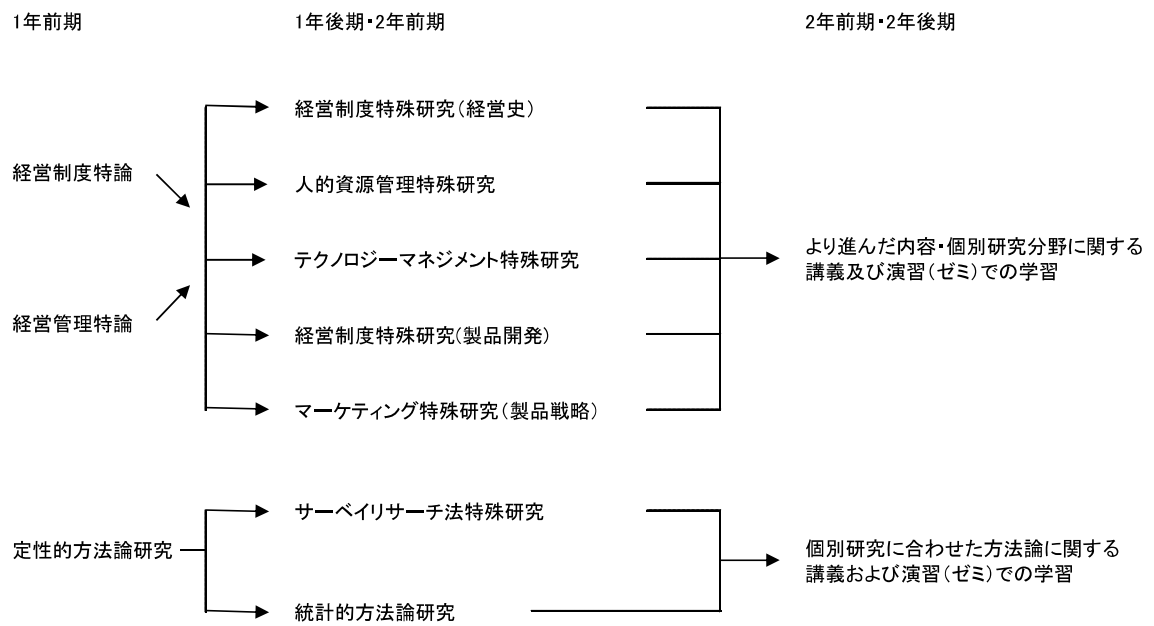 1年前期
1年後期・2年前期
2年前期・2年後期
経営制度特論
経営管理特論
経営制度特殊研究（経営史）
人的資源管理特殊研究
テクノロジーマネジメント特殊研究
経営制度特殊研究（製品開発）
マーケティング特殊研究（製品戦略）
より進んだ内容・個別研究分野に関する
講義及び演習（ゼミ）での学習
定性的方法論研究
サーベイリサーチ法特殊研究
統計的方法論研究
個別研究に合わせた方法論に関する
講義および演習（ゼミ）での学習